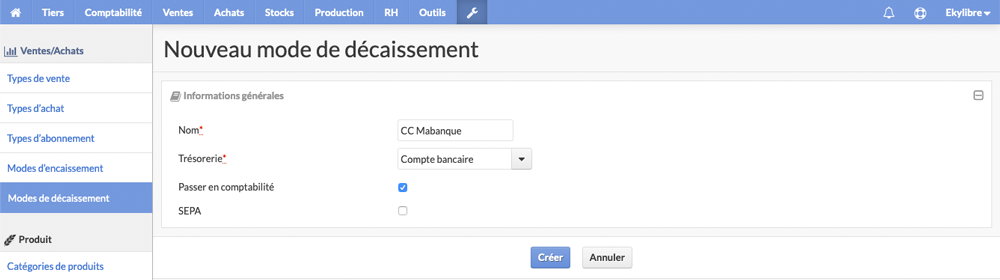 Tiers Comptabilité Ventes Achats Stocks Production RH Outils Ekylibre
Ventes/Achats
Types de vente
Types d'achat
Types d'abonnement
Modes d'encaissement
Modes de décaissement
Produit
Catégories de produits
Nouveau mode de décaissement
Informations générales
Nom* CC Mabanque
Trésorerie* Compte bancaire
Passer en comptabilité
SEPA
Créer Annuler